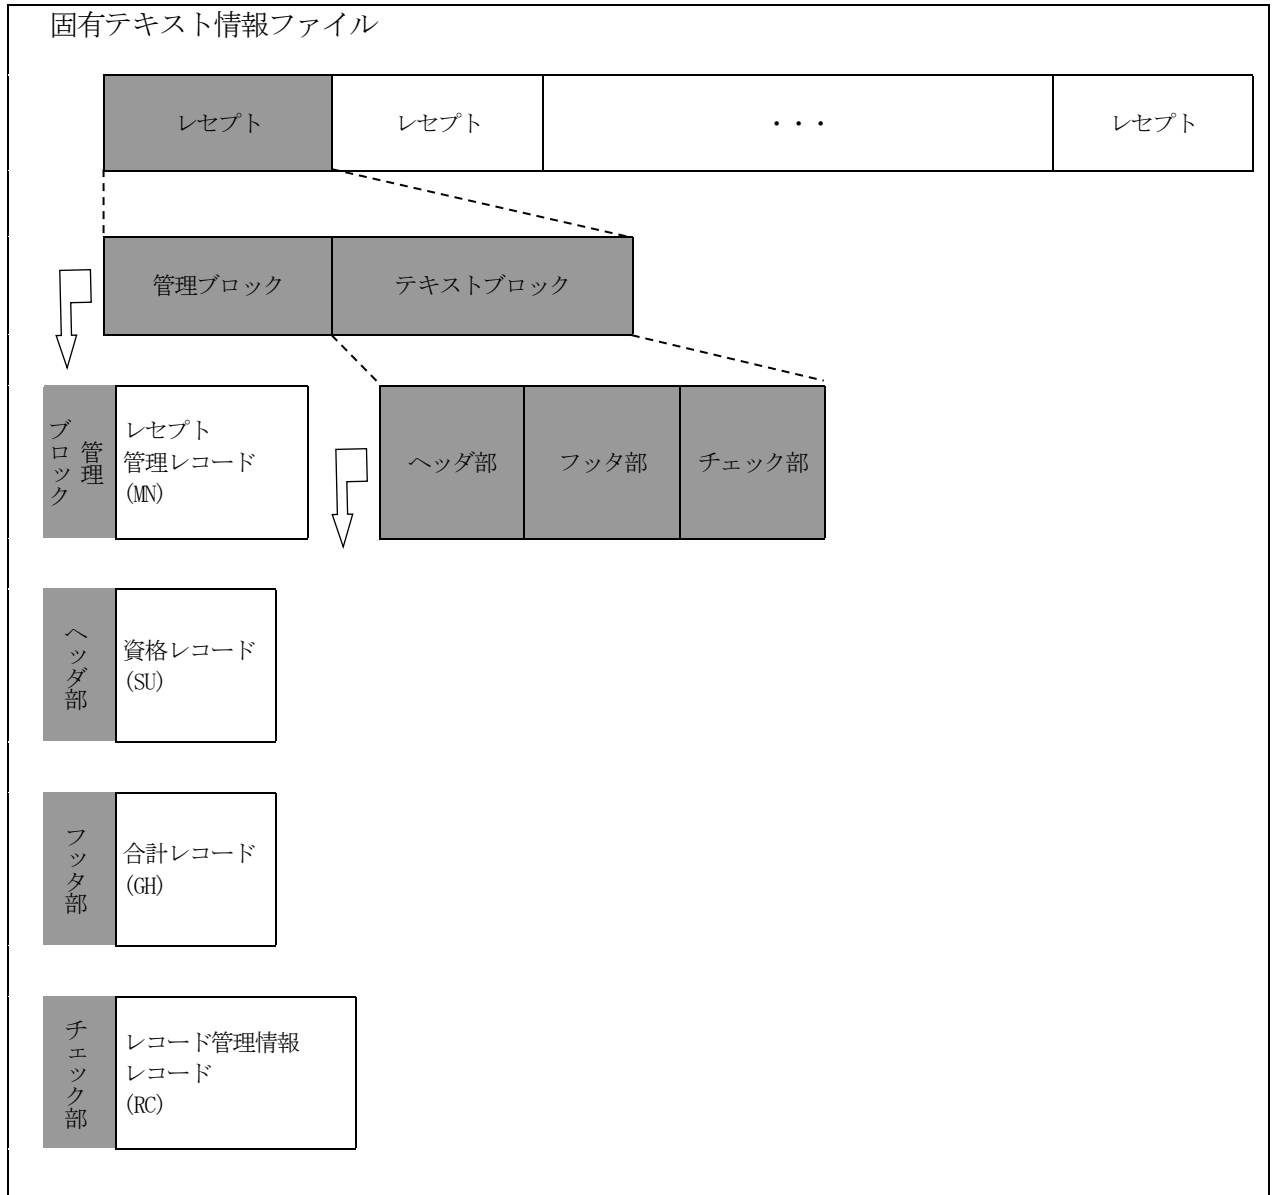 固有テキスト情報ファイル
レセプト
レセプト
・・・
レセプト
管理ブロック
テキストブロック
管理
ブロック
レセプト
管理レコード
(MN)
ヘッダ部
フッタ部
チェック部
ヘッダ部
資格レコード
(SU)
フッタ部
合計レコード
(GH)
チェック部
レコード管理情報
レコード
(RC)